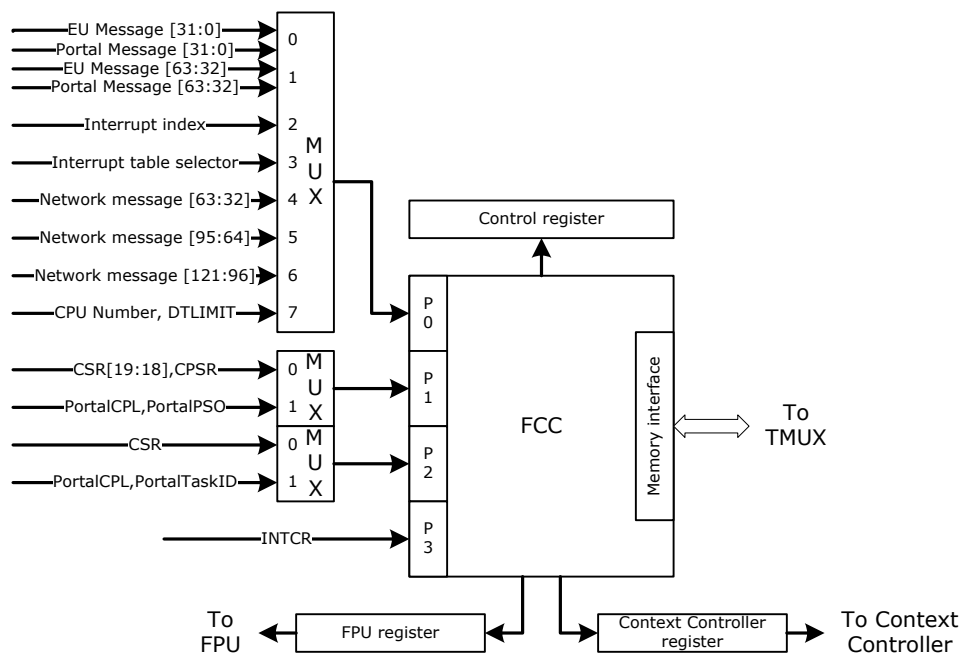 EU Message [31:0]
Portal Message [31:0]
EU Message [63:32]
Portal Message [63:32]
Interrupt index
Interrupt table selector
Network message [63:32]
Network message [95:64]
Network message [121:96]
CPU Number, DTLIMIT
0
1
2
3
4
5
6
7
M
U
X
CSR[19:18],CPSR
PortalCPL,PortalPSO
0
1
M
U
X
CSR
PortalCPL,PortalTaskID
0
1
M
U
X
INTCR
Control register
P
0
P
1
P
2
P
3
FCC
Memory interface
To
TMUX
To
FPU
FPU register
Context Controller
register
To Context
Controller